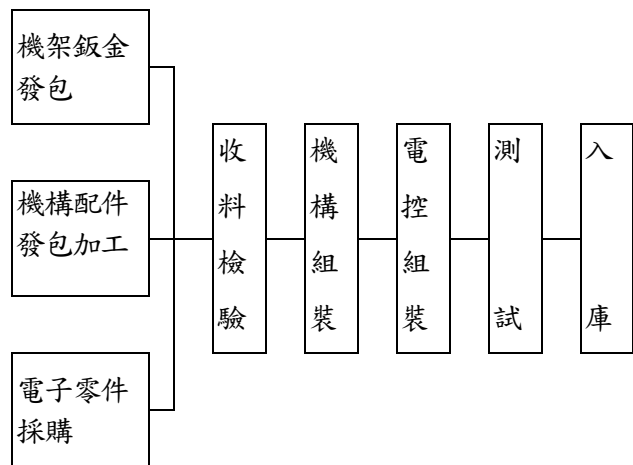 機架鈑金
發包
機構配件
發包加工
電子零件
採購
收料檢驗
機構組裝
電控組裝
測試
入庫